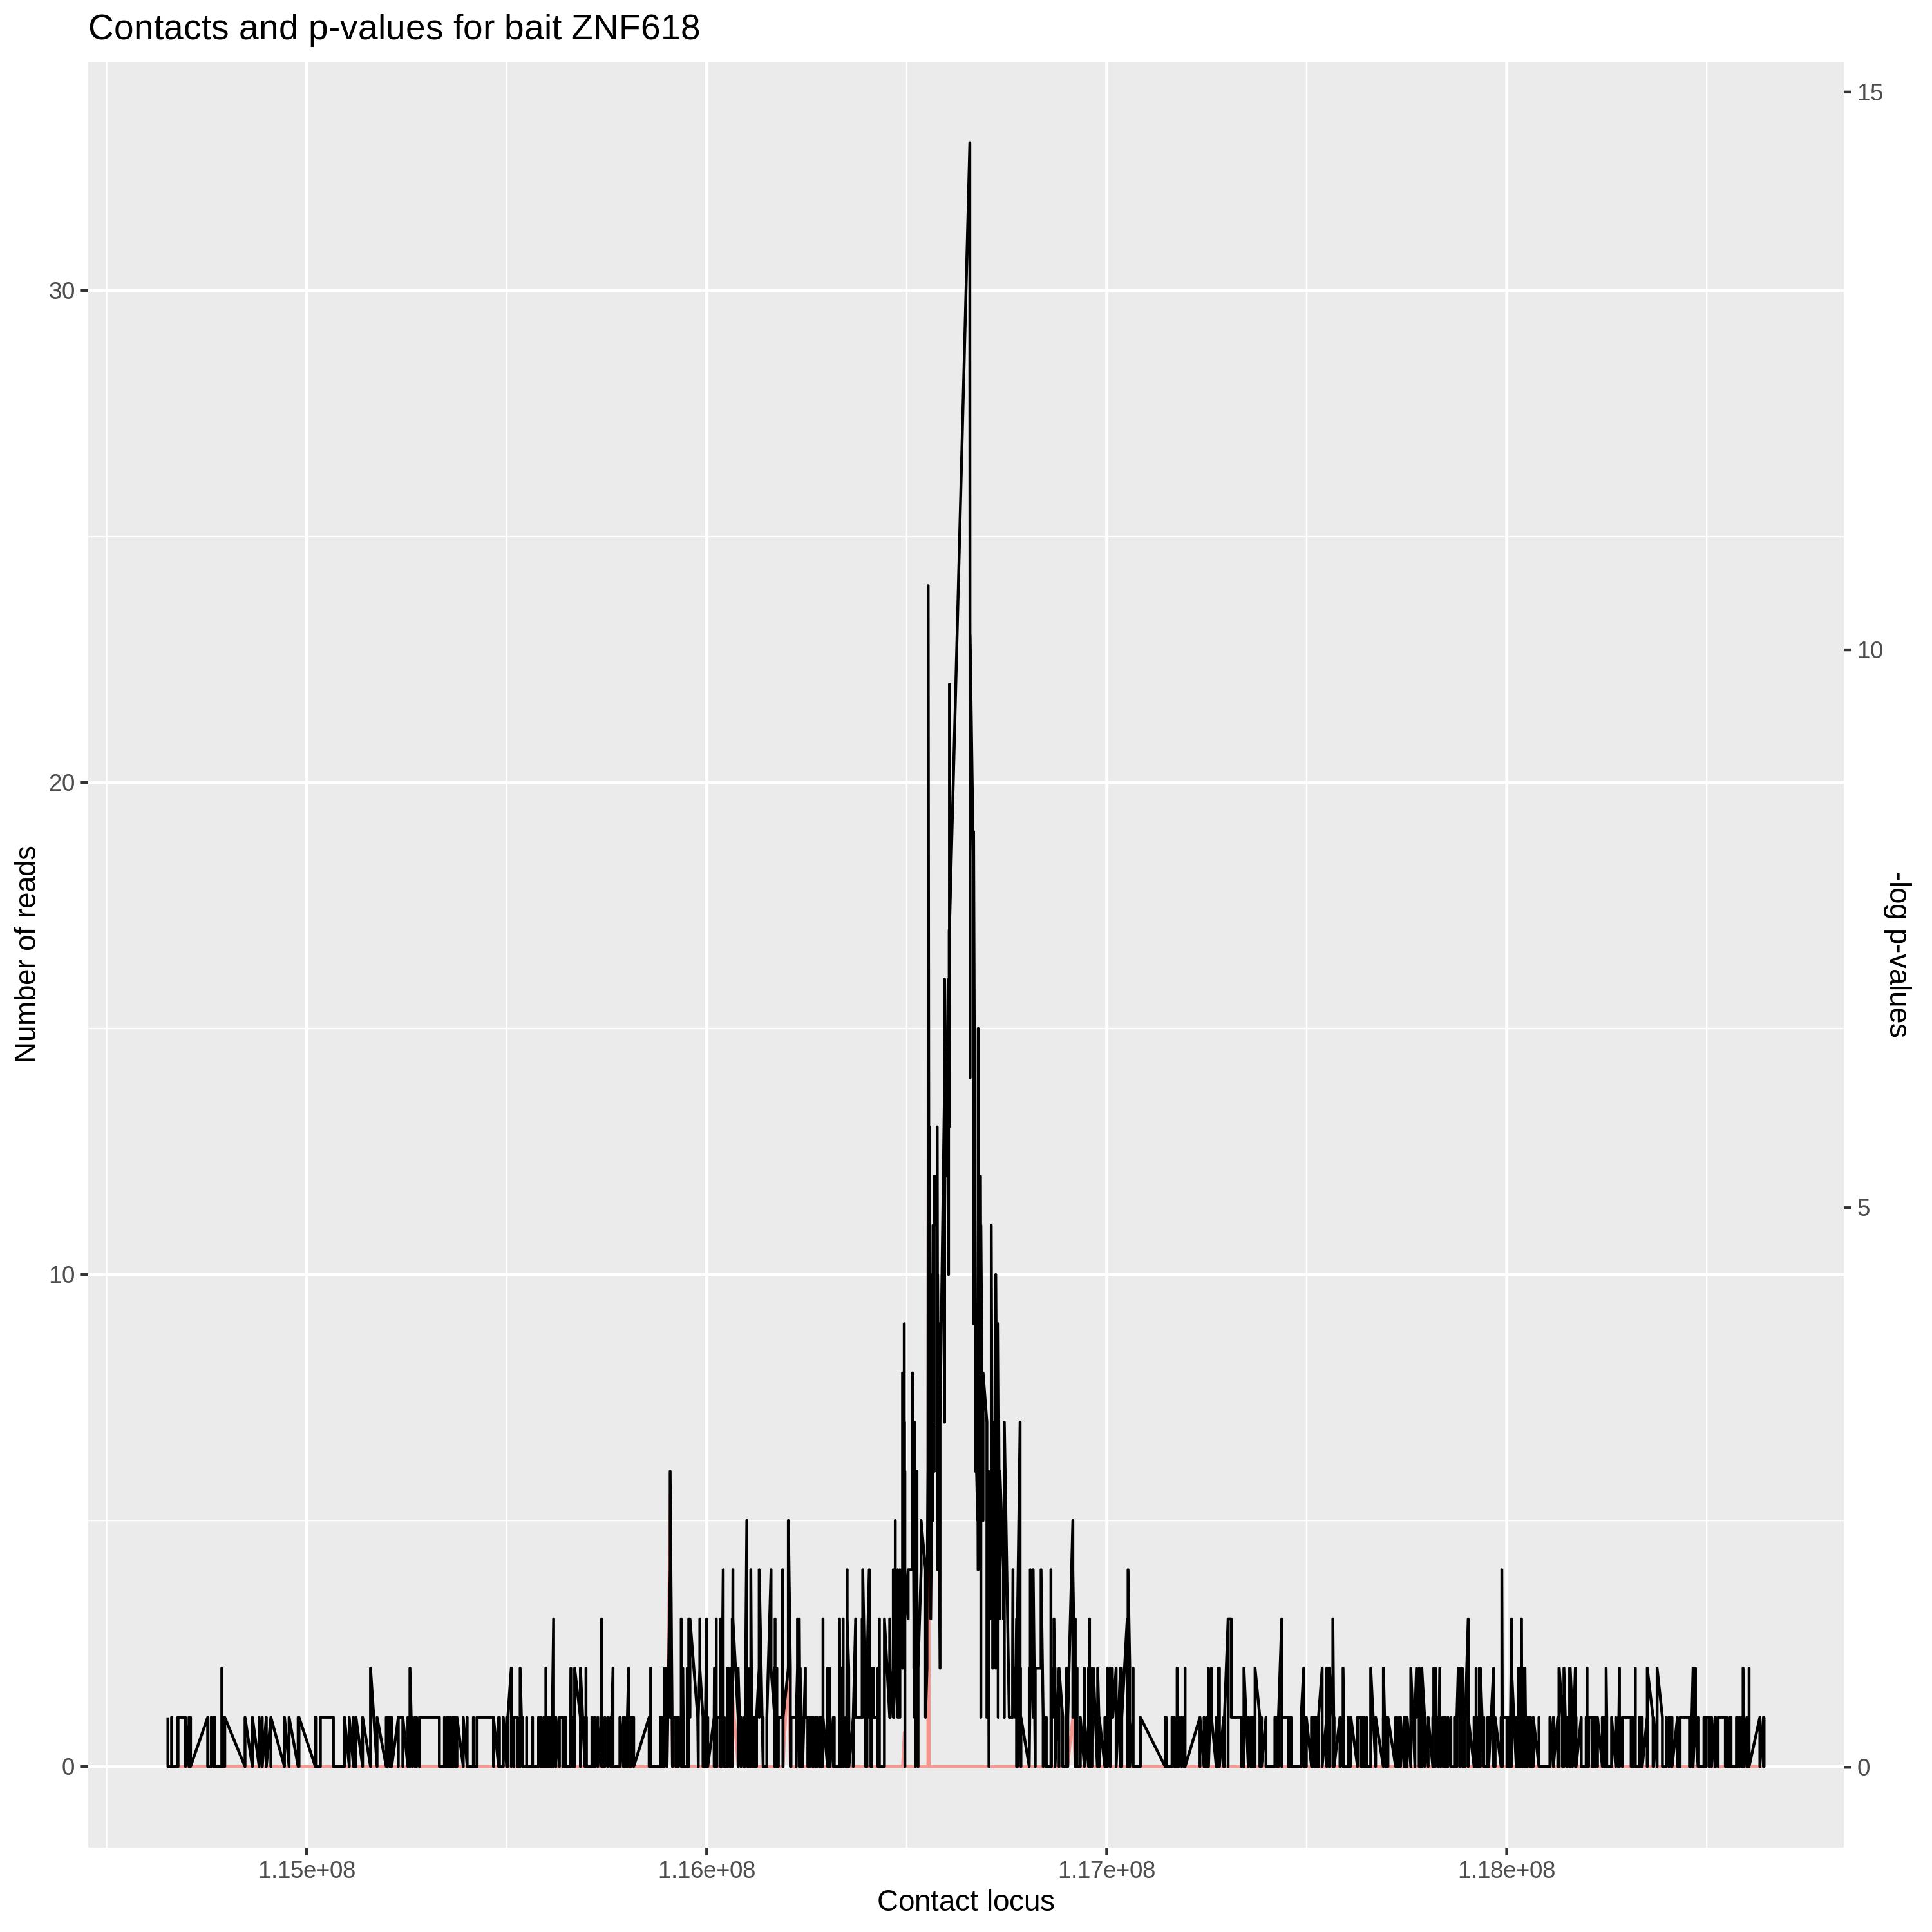 Contacts and p-values for bait ZNF618
15
30
10
20
Number of reads
-log p-values
5
10
0
0
1.15e+08
1.16e+08
1.17e+08
1.18e+08
Contact locus